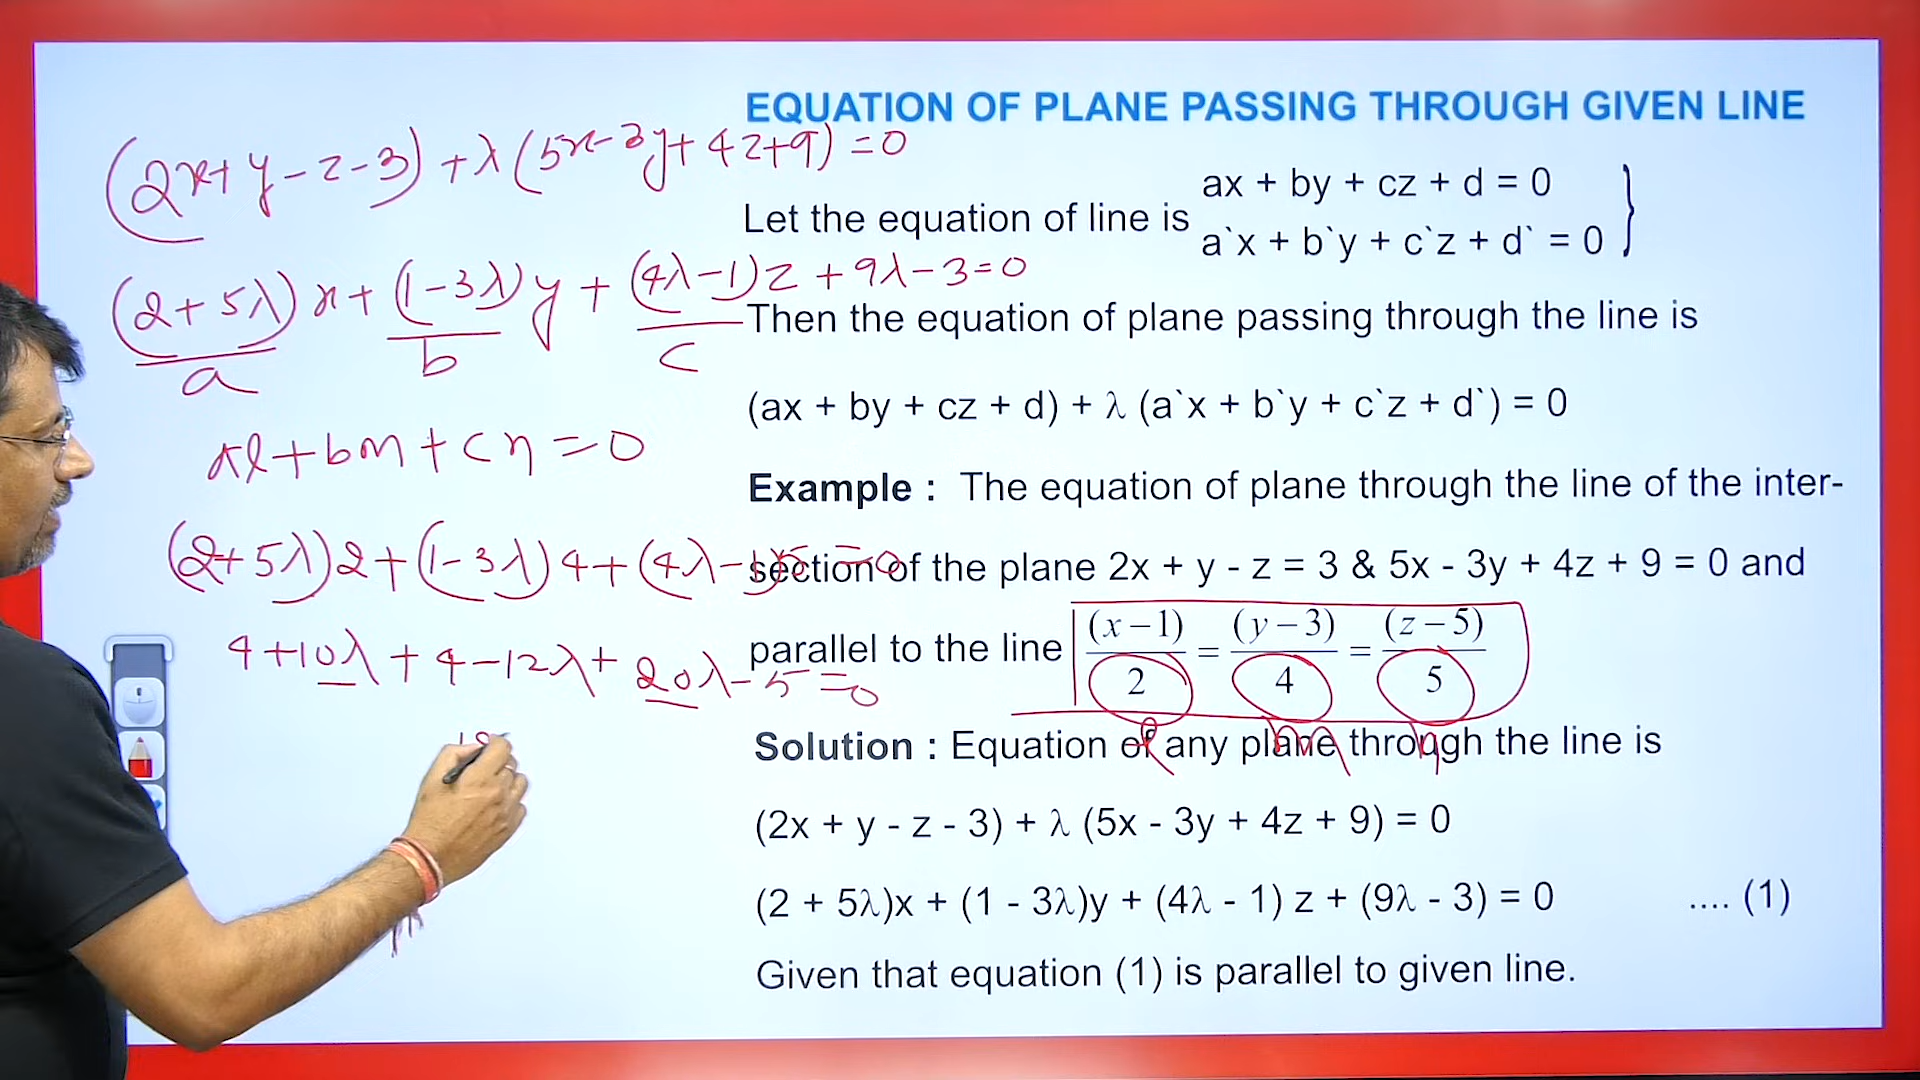 EQUATION OF PLANE PASSING THROUGH GIVEN LINE
Let the equation of line is
ax + by + cz + d = 0
a`x + b`y + c`z + d` = 0 }
Then the equation of plane passing through the line is
(ax + by + cz + d) + λ (a`x + b`y + c`z + d`) = 0
Example : The equation of plane through the line of the inter-
section of the plane 2x + y - z = 3 & 5x - 3y + 4z + 9 = 0 and
parallel to the line (x – 1)/2 = (y – 3)/4 = (z – 5)/5
l m n
Solution : Equation of any plane through the line is
(2x + y - z - 3) + λ (5x - 3y + 4z + 9) = 0
(2 + 5λ)x + (1 - 3λ)y + (4λ - 1) z + (9λ - 3) = 0 .... (1)
Given that equation (1) is parallel to given line.
(2x+y-z-3)+λ(5x-3y+4z+9)=0
(2+5λ)x+(1-3λ)y+(4λ-1)z+9λ-3=0
a b c
al+bm+cn=0
(2+5λ)2+(1-3λ)4+(4λ-1)5=0
4+10λ+4-12λ+20λ-5=0
18